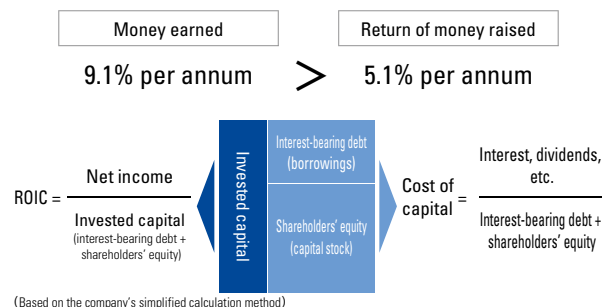 Money earned
Return of money raised
9.1% per annum
>
5.1% per annum
ROIC =
Net income
Invested capital
(interest-bearing debt +
shareholders’ equity)
Invested capital
Interest-bearing debt
(borrowings)
Shareholders’ equity
(capital stock)
Cost of
capital
=
Interest, dividends,
etc.
Interest-bearing debt +
shareholders’ equity
(Based on the company’s simplified calculation method)